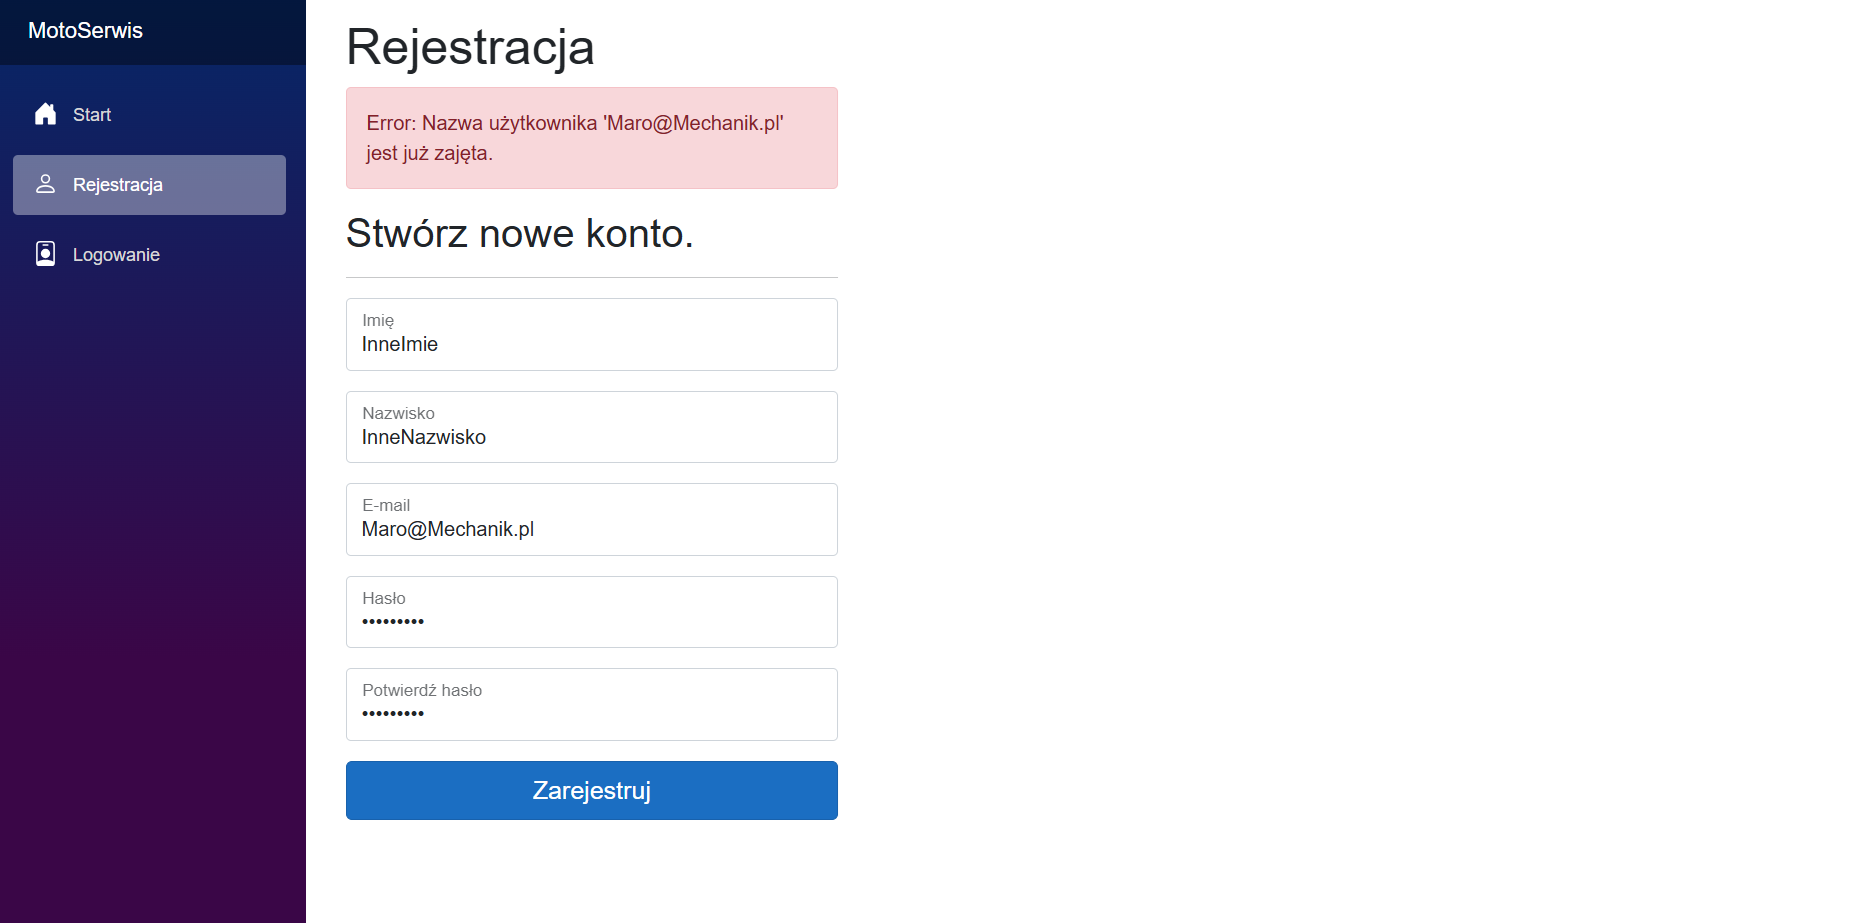 MotoSerwis
Start
Rejestracja
Logowanie
Rejestracja
Error: Nazwa użytkownika 'Maro@Mechanik.pl'
jest już zajęta.
Stwórz nowe konto.
Imię
InneImie
Nazwisko
InneNazwisko
E-mail
Maro@Mechanik.pl
Hasło
•••••••••
Potwierdź hasło
•••••••••
Zarejestruj